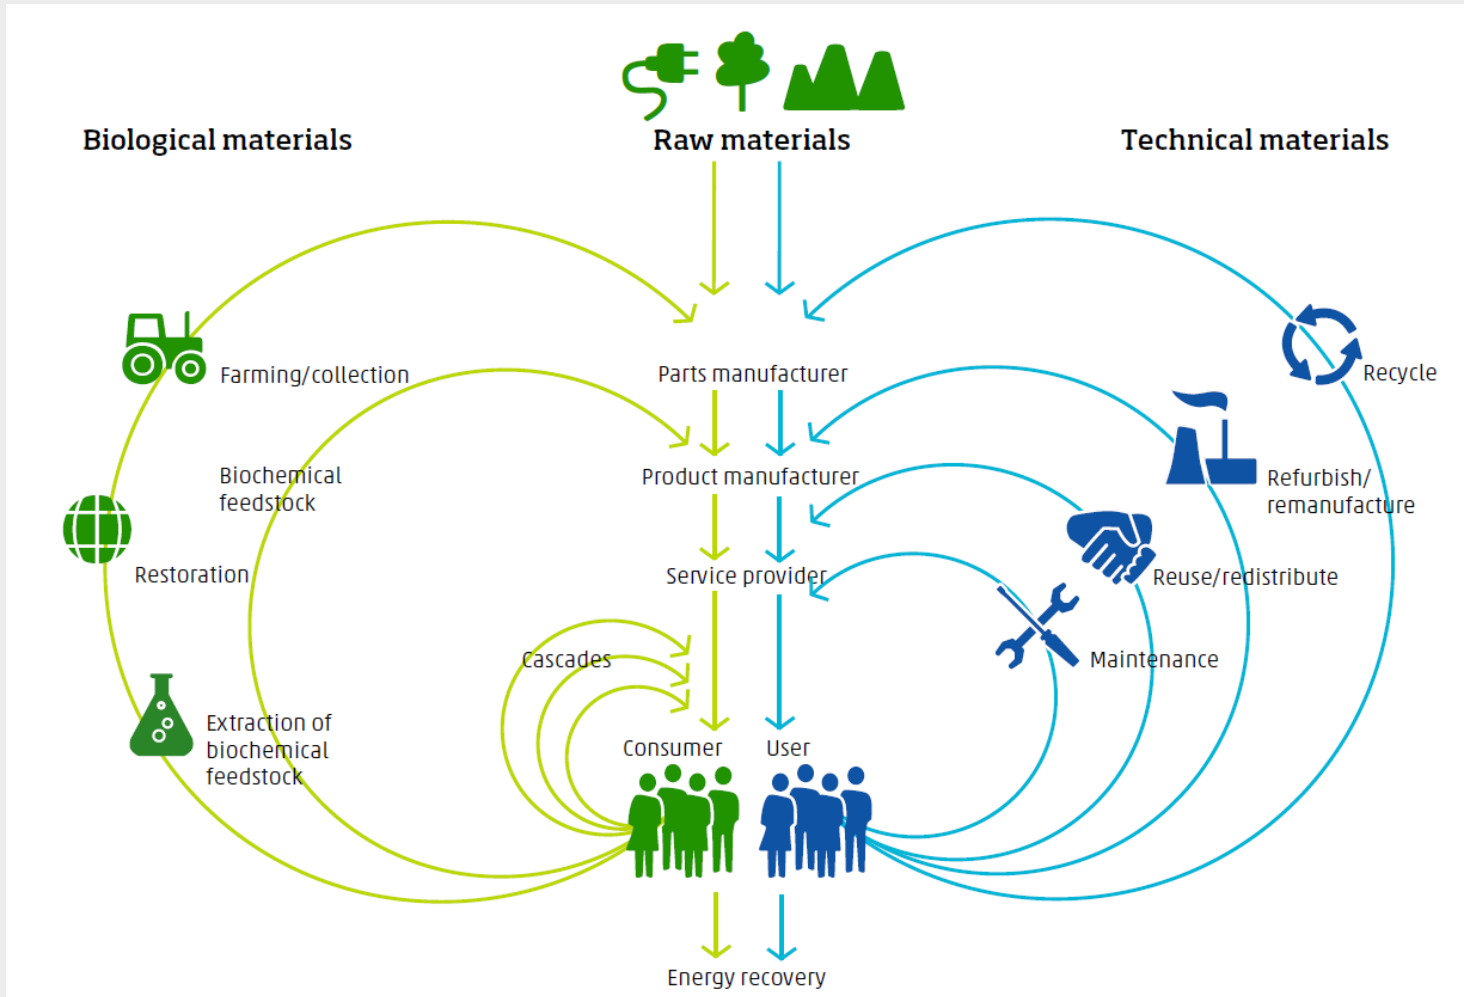 Biological materials
Raw materials
Technical materials
Farming/collection
Parts manufacturer
Recycle
Biochemical
feedstock
Product manufacturer
Refurbish/
remanufacture
Restoration
Service provider
Reuse/redistribute
Cascades
Maintenance
Extraction of
biochemical
feedstock
Consumer
User
Energy recovery